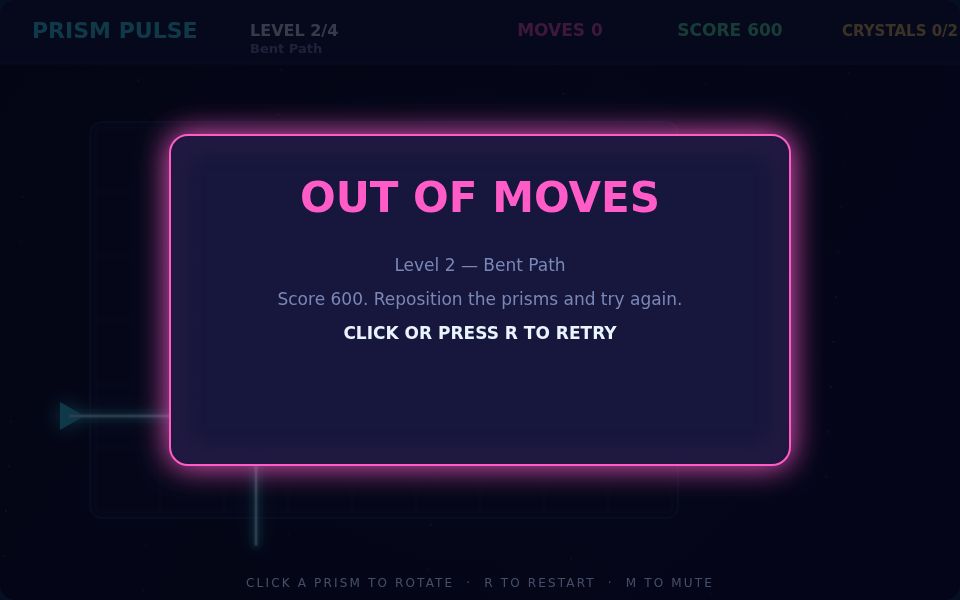 PRISM PULSE
LEVEL 2/4
Bent Path
MOVES 0
SCORE 600
CRYSTALS 0/2
OUT OF MOVES
Level 2 — Bent Path
Score 600. Reposition the prisms and try again.
CLICK OR PRESS R TO RETRY
CLICK A PRISM TO ROTATE · R TO RESTART · M TO MUTE